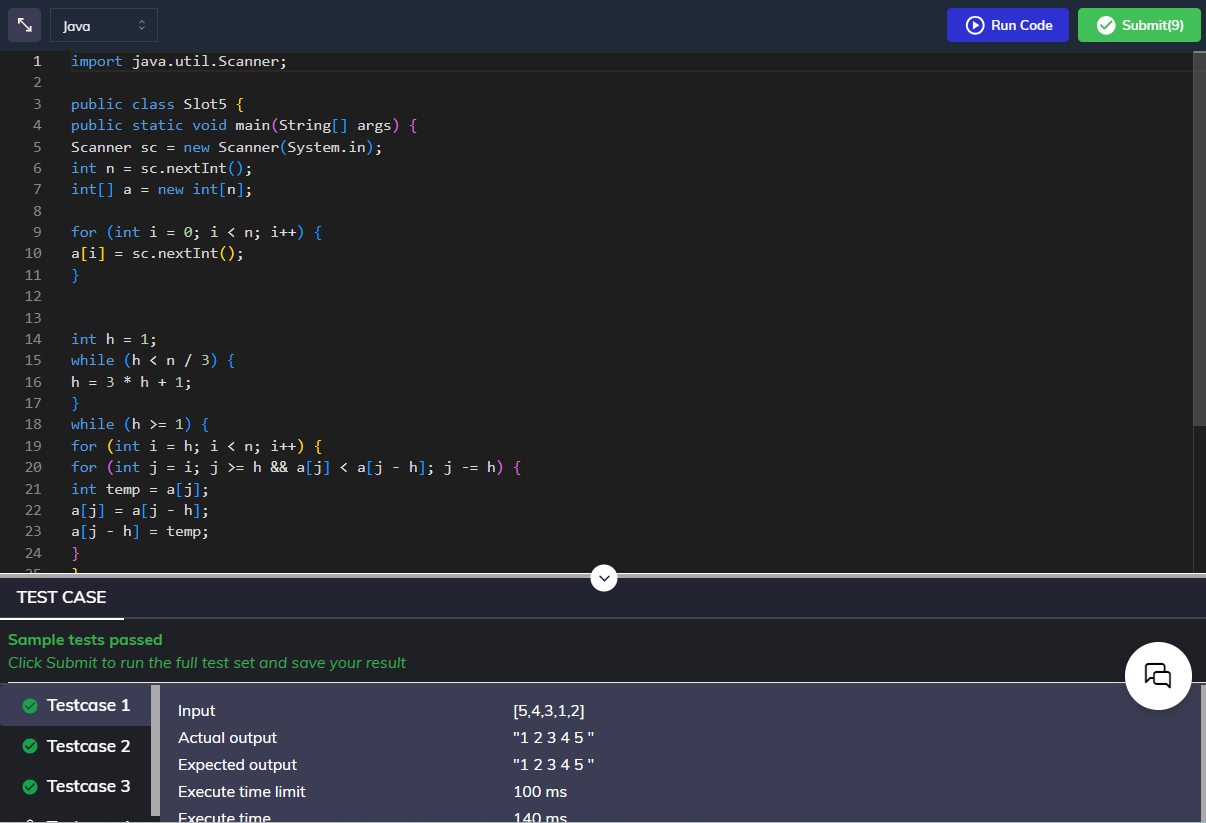 Java
Run Code
Submit(9)
1 import java.util.Scanner;
2
3 public class Slot5 {
4 public static void main(String[] args) {
5 Scanner sc = new Scanner(System.in);
6 int n = sc.nextInt();
7 int[] a = new int[n];
8
9 for (int i = 0; i < n; i++) {
10 a[i] = sc.nextInt();
11 }
12
13
14 int h = 1;
15 while (h < n / 3) {
16 h = 3 * h + 1;
17 }
18 while (h >= 1) {
19 for (int i = h; i < n; i++) {
20 for (int j = i; j >= h && a[j] < a[j - h]; j -= h) {
21 int temp = a[j];
22 a[j] = a[j - h];
23 a[j - h] = temp;
24 }
25 }
TEST CASE
Sample tests passed
Click Submit to run the full test set and save your result
Testcase 1
Testcase 2
Testcase 3
Input [5,4,3,1,2]
Actual output "1 2 3 4 5 "
Expected output "1 2 3 4 5 "
Execute time limit 100 ms
Execute time 140 ms